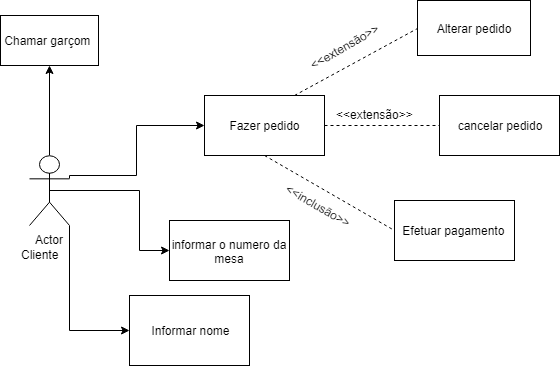 Chamar garçom
Alterar pedido
<<extensão>>
<<extensão>>
Fazer pedido
cancelar pedido
<<inclusão>>
Efetuar pagamento
Actor
Cliente
informar o numero da
mesa
Informar nome